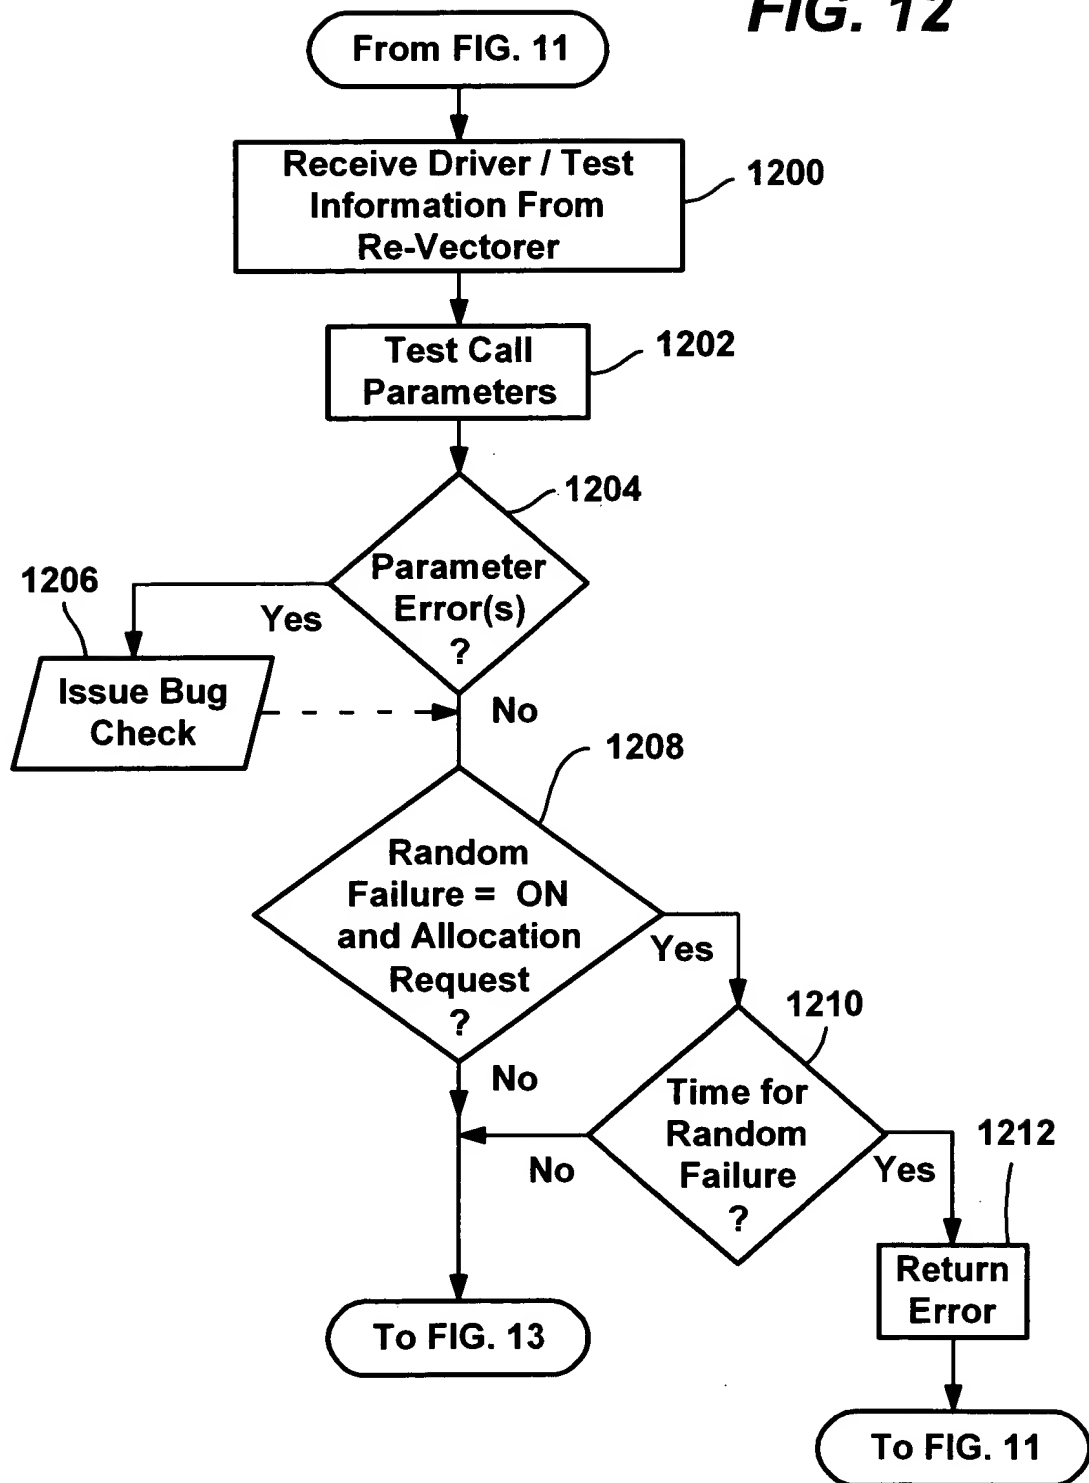 FIG. 12
From FIG. 11
Receive Driver / Test
Information From
Re-Vectorer
1200
Test Call
Parameters
1202
1204
Parameter
Error(s)
?
Yes
1206
Issue Bug
Check
No
1208
Random
Failure = ON
and Allocation
Request
?
Yes
No
1210
Time for
Random
Failure
?
No
Yes
1212
Return
Error
To FIG. 13
To FIG. 11